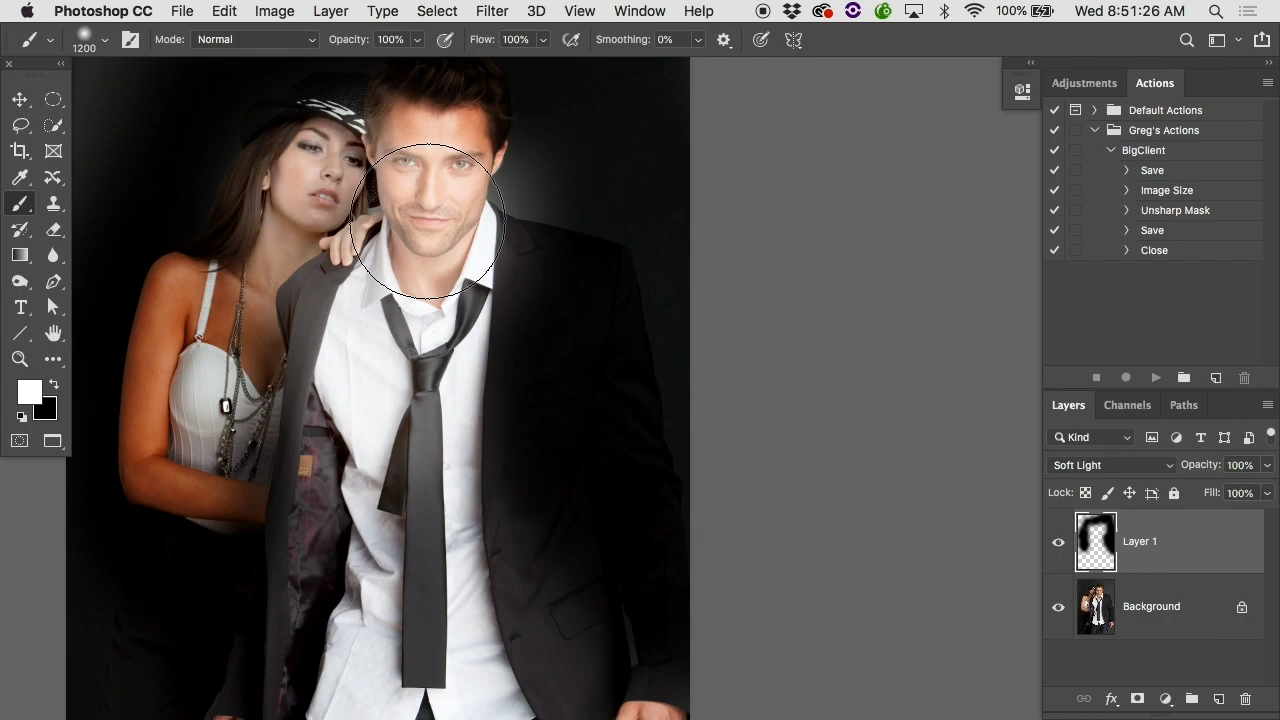 Photoshop CC File Edit Image Layer Type Select Filter 3D View Window Help 100% Wed 8:51:26 AM
1200 Mode: Normal Opacity: 100% Flow: 100% Smoothing: 0%
Adjustments Actions
Default Actions
Greg's Actions
BigClient
Save
Image Size
Unsharp Mask
Save
Close
Layers Channels Paths
Kind
Soft Light Opacity: 100%
Lock: Fill: 100%
Layer 1
Background